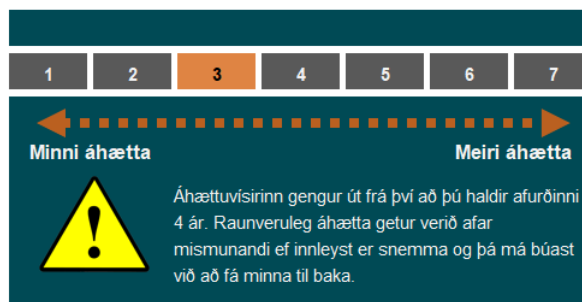 1 2 3 4 5 6 7
Minni áhætta Meiri áhætta
Áhættuvísirinn gengur út frá því að þú haldir afurðinni
4 ár. Raunveruleg áhætta getur verið afar
mismunandi ef innleyst er snemma og þá má búast
við að fá minna til baka.